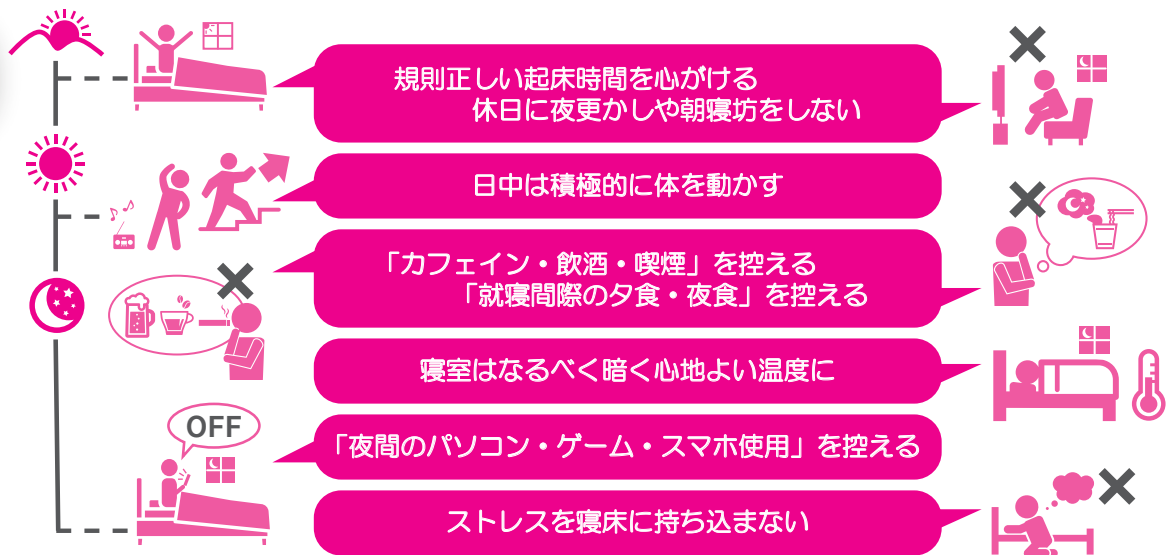 規則正しい起床時間を心がける
休日に夜更かしや朝寝坊をしない
日中は積極的に体を動かす
「カフェイン・飲酒・喫煙」を控える
「就寝間際の夕食・夜食」を控える
寝室はなるべく暗く心地よい温度に
OFF
「夜間のパソコン・ゲーム・スマホ使用」を控える
ストレスを寝床に持ち込まない